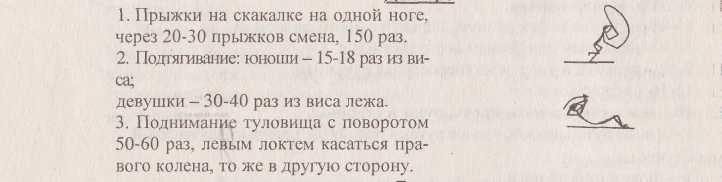 1. Прыжки на скакалке на одной ноге,
через 20-30 прыжков смена, 150 раз.
2. Подтягивание: юноши – 15-18 раз из ви-
са;
девушки – 30-40 раз из виса лежа.
3. Поднимание туловища с поворотом
50-60 раз, левым локтем касаться пра-
вого колена, то же в другую сторону.